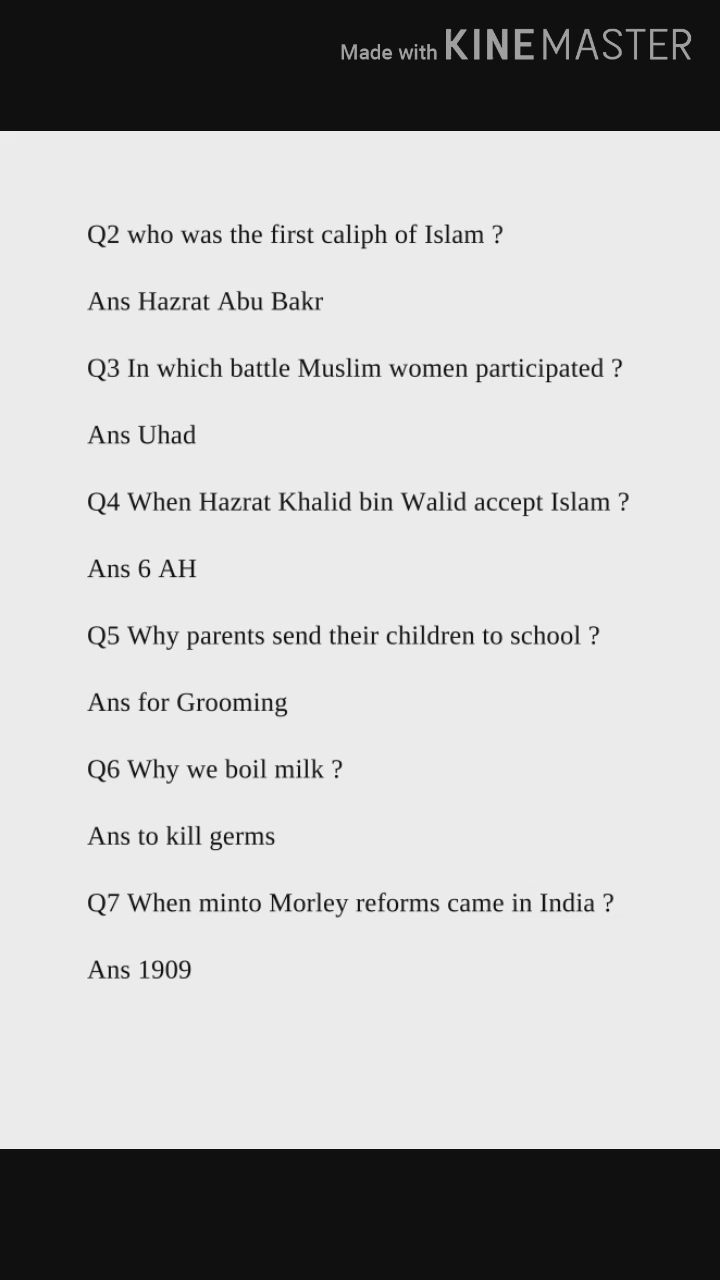 Made with KINEMASTER
Q2 who was the first caliph of Islam ?
Ans Hazrat Abu Bakr
Q3 In which battle Muslim women participated ?
Ans Uhad
Q4 When Hazrat Khalid bin Walid accept Islam ?
Ans 6 AH
Q5 Why parents send their children to school ?
Ans for Grooming
Q6 Why we boil milk ?
Ans to kill germs
Q7 When minto Morley reforms came in India ?
Ans 1909